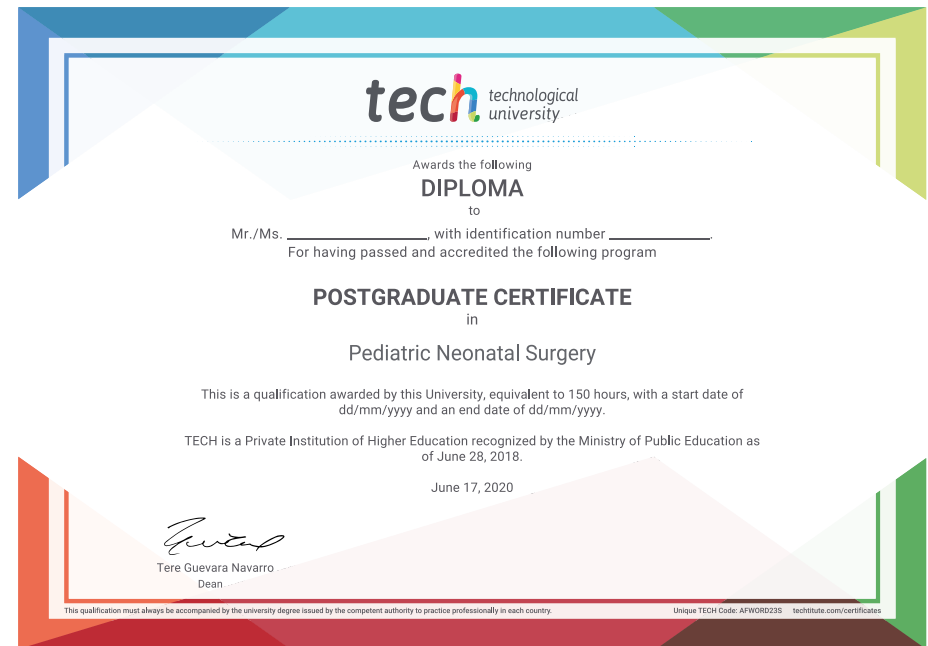 tech technological
university
Awards the following
DIPLOMA
to
Mr./Ms. ____________________, with identification number ______________.
For having passed and accredited the following program
POSTGRADUATE CERTIFICATE
in
Pediatric Neonatal Surgery
This is a qualification awarded by this University, equivalent to 150 hours, with a start date of
dd/mm/yyyy and an end date of dd/mm/yyyy.
TECH is a Private Institution of Higher Education recognized by the Ministry of Public Education as
of June 28, 2018.
June 17, 2020
Tere Guevara Navarro
Dean
This qualification must always be accompanied by the university degree issued by the competent authority to practice professionally in each country.
Unique TECH Code: AFWORD23S techtitute.com/certificates